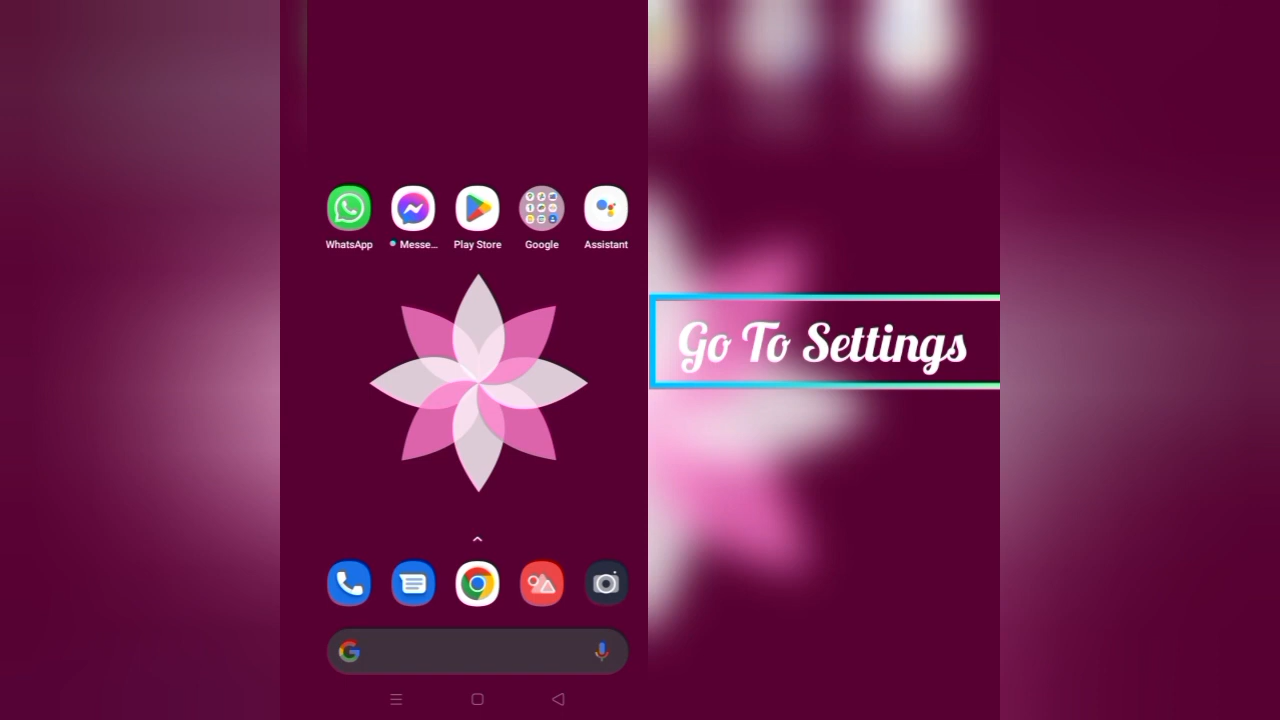 WhatsApp
Messe...
Play Store
Google
Assistant
Go To Settings